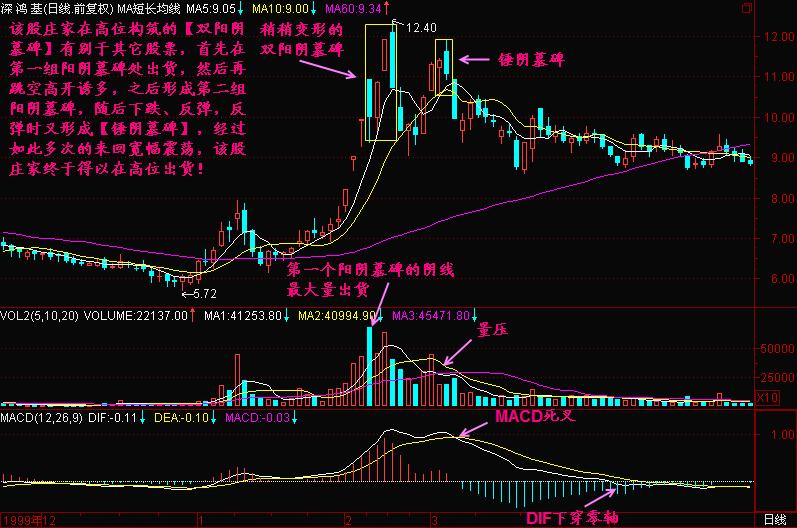 深鸿基(日线.前复权) MA短长均线 MA5:9.05↓ MA10:9.00↓ MA60:9.34↑
该股庄家在高位构筑的【双阳阴
墓碑】有别于其它股票，首先在
第一组阳阴墓碑处出货，然后再
跳空高开诱多，之后形成第二组
阳阴墓碑，随后下跌、反弹，反
弹时又形成【锤阴墓碑】，经过
如此多次的来回宽幅震荡，该股
庄家终于得以在高位出货！
稍稍变形的
双阳阴墓碑
12.40
锤阴墓碑
12.00
11.00
10.00
9.00
8.00
7.00
6.00
5.72
第一个阳阴墓碑的阴线
最大量出货
VOL2(5,10,20) VOLUME:22137.00↑ MA1:41253.80↓ MA2:40994.90↓ MA3:45471.80↓
量压
50000
25000
X10
MACD(12,26,9) DIF:-0.11↓ DEA:-0.10↓ MACD:-0.03↓
MACD死叉
1.00
DIF下穿零轴
1999年12 1 2 3 日线